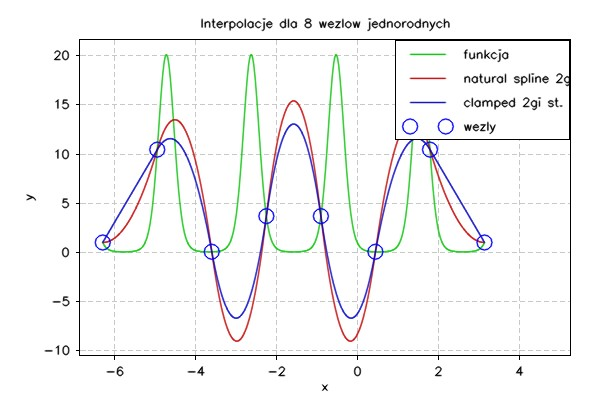 Interpolacje dla 8 wezlow jednorodnych
funkcja
natural spline 2g
clamped 2gi st.
wezly
20
15
10
5
0
−5
−10
y
−6
−4
−2
0
2
4
x